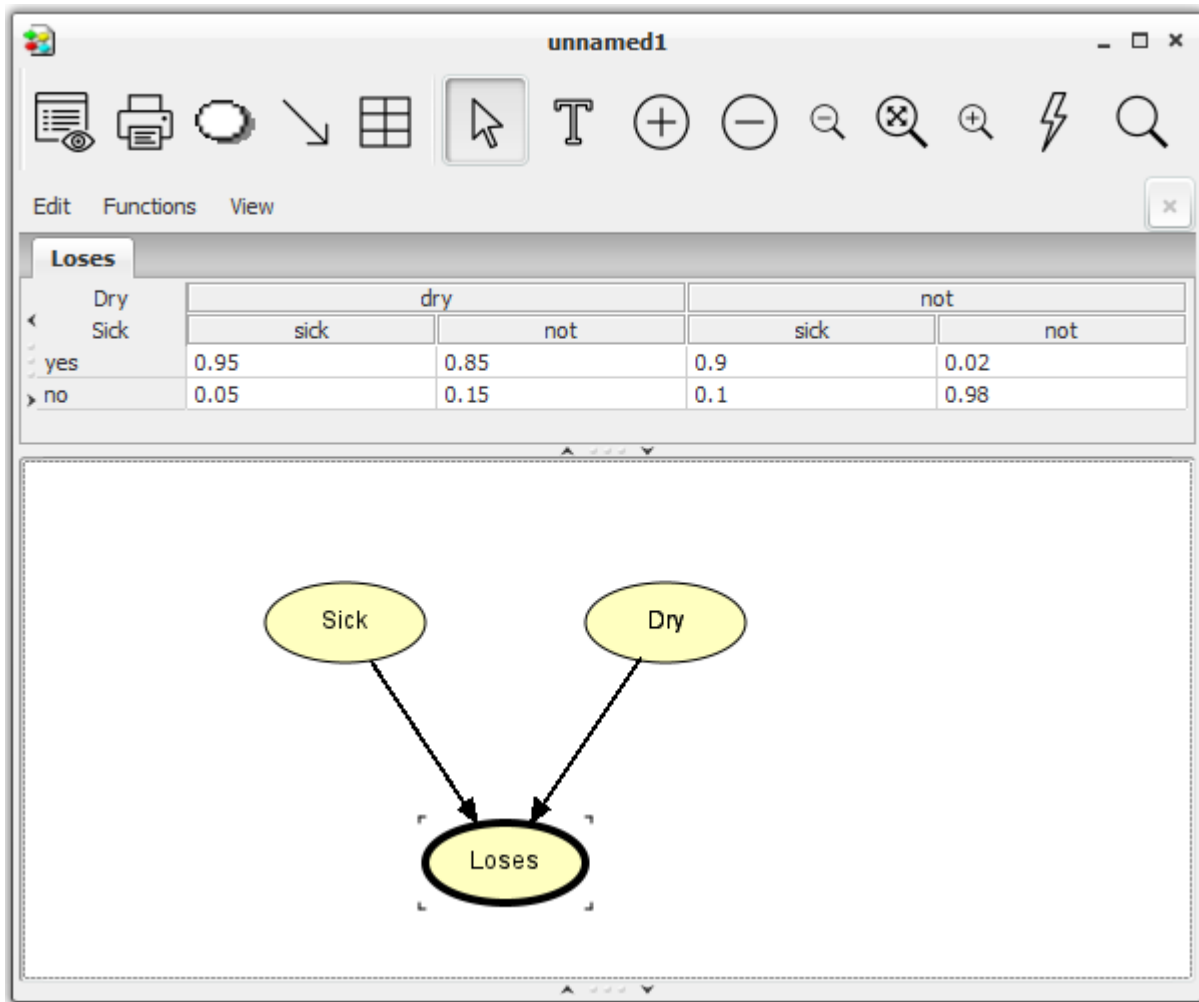 unnamed1
T
Edit Functions View
Loses
Dry dry not
Sick sick not sick not
yes 0.95 0.85 0.9 0.02
no 0.05 0.15 0.1 0.98
Sick Dry
Loses